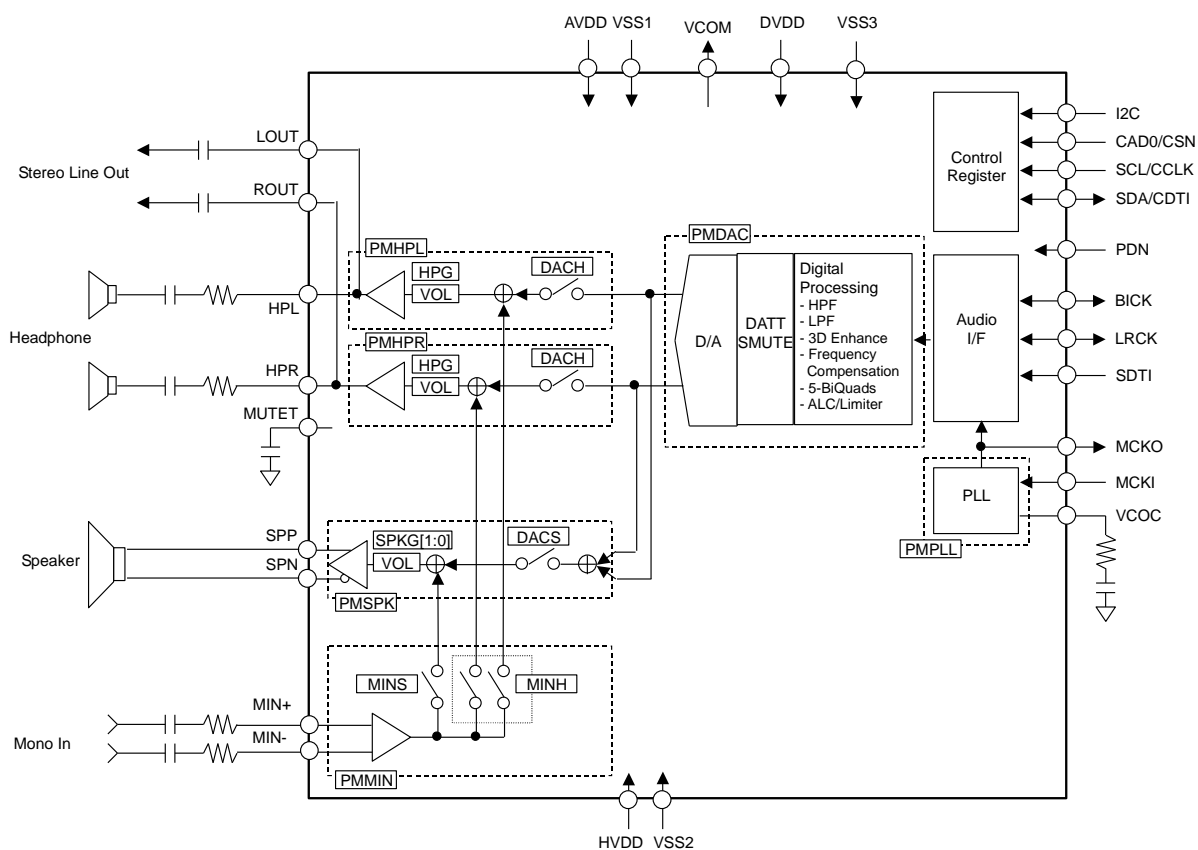 AVDD VSS1 VCOM DVDD VSS3
I2C
CAD0/CSN
SCL/CCLK
SDA/CDTI
Control
Register
LOUT
Stereo Line Out
ROUT
PDN
PMHPL
HPG
VOL
DACH
HPL
Headphone
PMHPR
HPG
VOL
DACH
HPR
MUTET
PMDAC
D/A
DATT
SMUTE
Digital
Processing
- HPF
- LPF
- 3D Enhance
- Frequency
Compensation
- 5-BiQuads
- ALC/Limiter
Audio
I/F
BICK
LRCK
SDTI
MCKO
MCKI
VCOC
PLL
PMPLL
SPP
Speaker
SPN
SPKG[1:0]
VOL
DACS
PMSPK
MINS
MINH
MIN+
Mono In
MIN-
PMMIN
HVDD VSS2